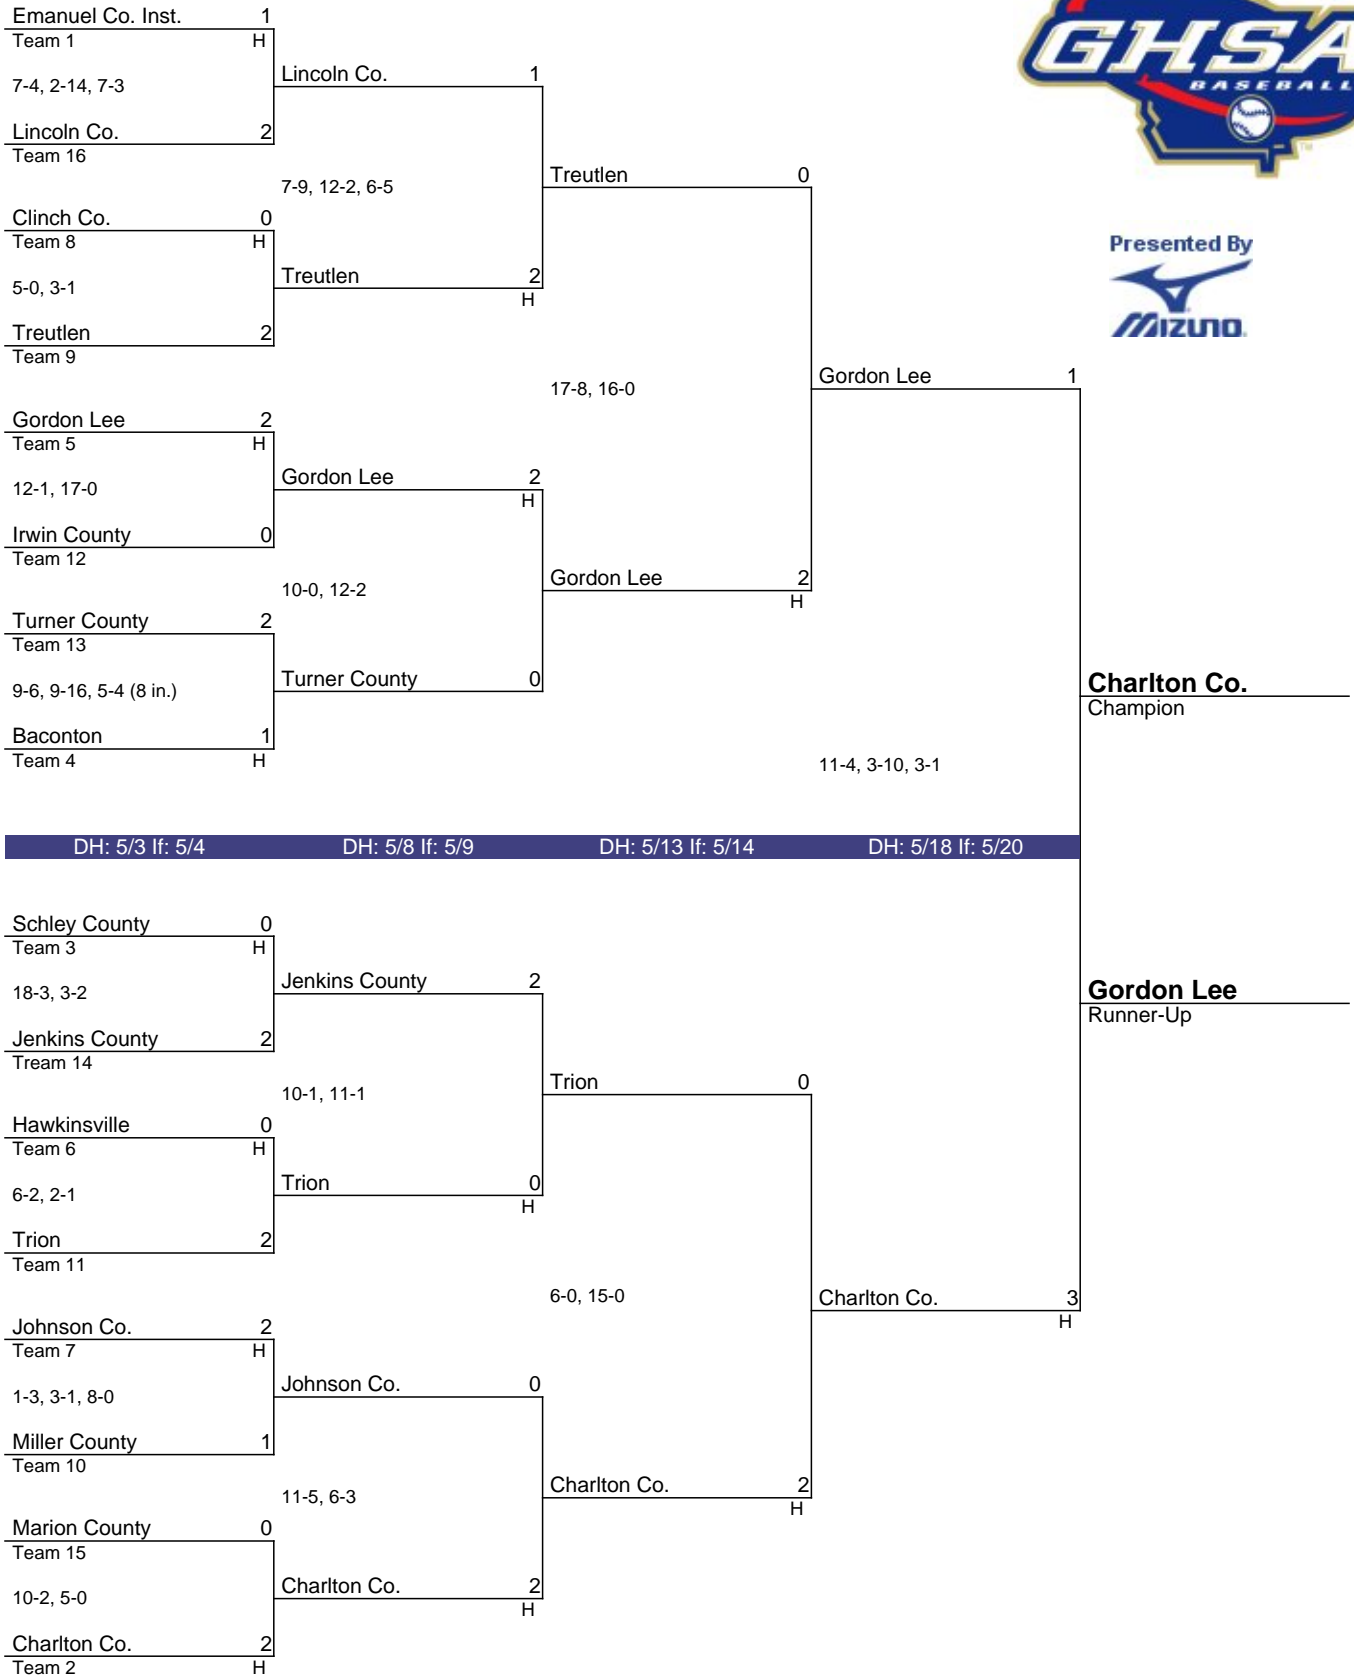 Emanuel Co. Inst. 1
Team 1 H
7-4, 2-14, 7-3
Lincoln Co. 2
Team 16
Clinch Co. 0
Team 8 H
5-0, 3-1
Treutlen 2
Team 9
Gordon Lee 2
Team 5 H
12-1, 17-0
Irwin County 0
Team 12
Turner County 2
Team 13
9-6, 9-16, 5-4 (8 in.)
Baconton 1
Team 4 H
Lincoln Co. 1
7-9, 12-2, 6-5
Treutlen 2
H
Gordon Lee 2
H
10-0, 12-2
Turner County 0
Treutlen 0
17-8, 16-0
Gordon Lee 2
H
Gordon Lee 1
11-4, 3-10, 3-1
GHSA
BASEBALL
TM
Presented By
MIZUNO
Charlton Co.
Champion
DH: 5/3 If: 5/4 DH: 5/8 If: 5/9 DH: 5/13 If: 5/14 DH: 5/18 If: 5/20
Schley County 0
Team 3 H
18-3, 3-2
Jenkins County 2
Tream 14
Hawkinsville 0
Team 6 H
6-2, 2-1
Trion 2
Team 11
Johnson Co. 2
Team 7 H
1-3, 3-1, 8-0
Miller County 1
Team 10
Marion County 0
Team 15
10-2, 5-0
Charlton Co. 2
Team 2 H
Jenkins County 2
10-1, 11-1
Trion 0
H
Johnson Co. 0
11-5, 6-3
Charlton Co. 2
H
Trion 0
6-0, 15-0
Charlton Co. 2
H
Charlton Co. 3
H
Gordon Lee
Runner-Up